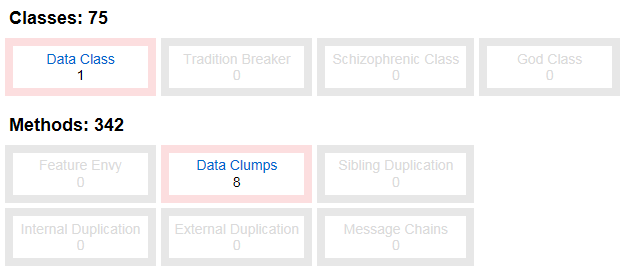 Classes: 75
Data Class
1
Tradition Breaker
0
Schizophrenic Class
0
God Class
0
Methods: 342
Feature Envy
0
Data Clumps
8
Sibling Duplication
0
Internal Duplication
0
External Duplication
0
Message Chains
0